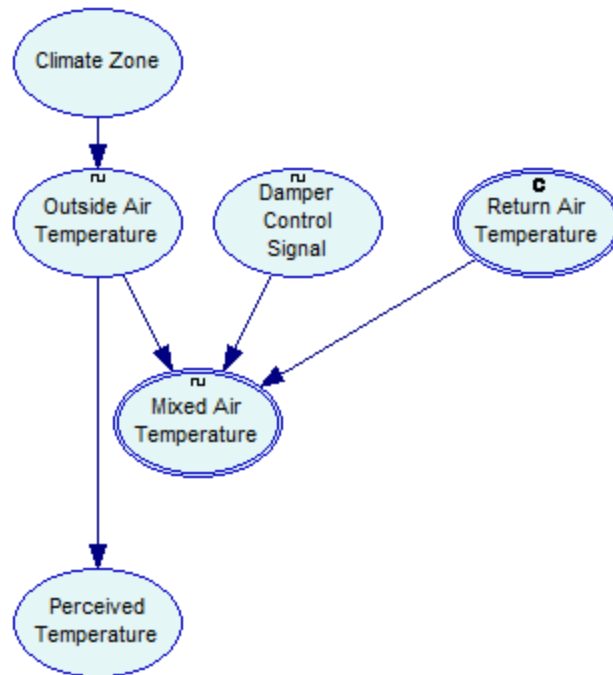 Climate Zone
Outside Air
Temperature
Damper
Control
Signal
C
Return Air
Temperature
Mixed Air
Temperature
Perceived
Temperature